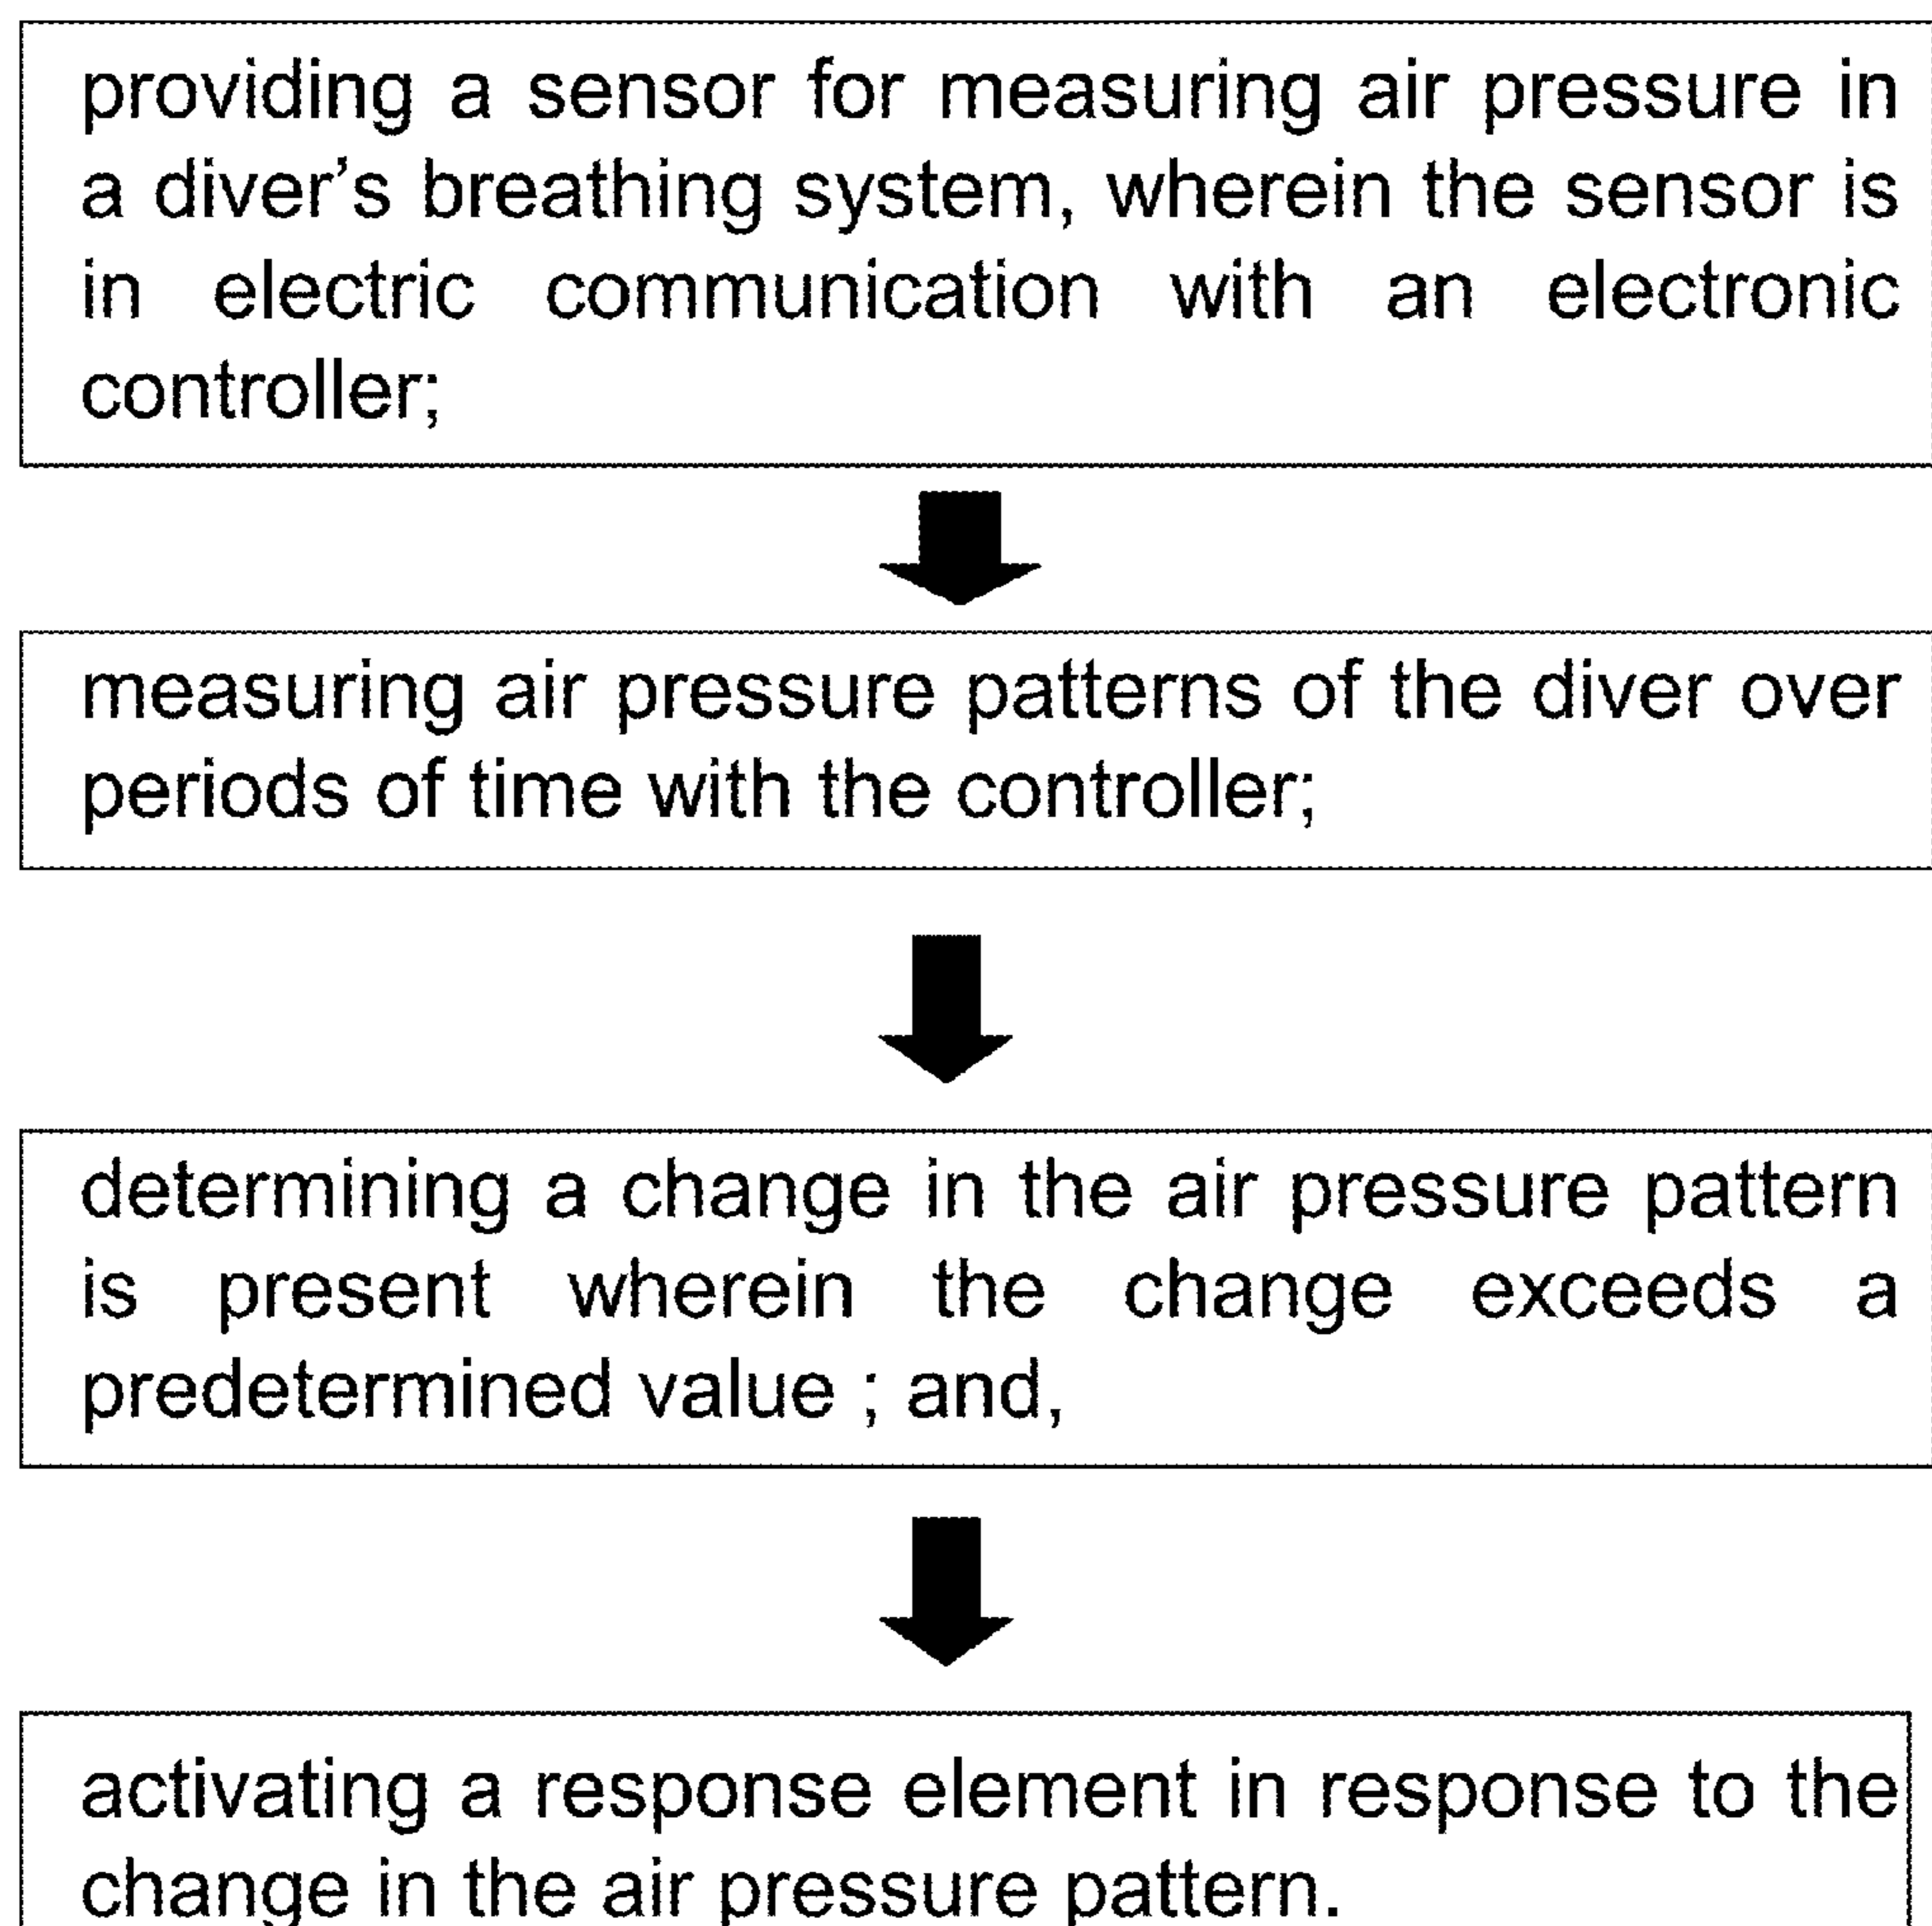 providing a sensor for measuring air pressure in
a diver's breathing system, wherein the sensor is
in electric communication with an electronic
controller;
measuring air pressure patterns of the diver over
periods of time with the controller;
determining a change in the air pressure pattern
is present wherein the change exceeds a
predetermined value ; and,
activating a response element in response to the
change in the air pressure pattern.